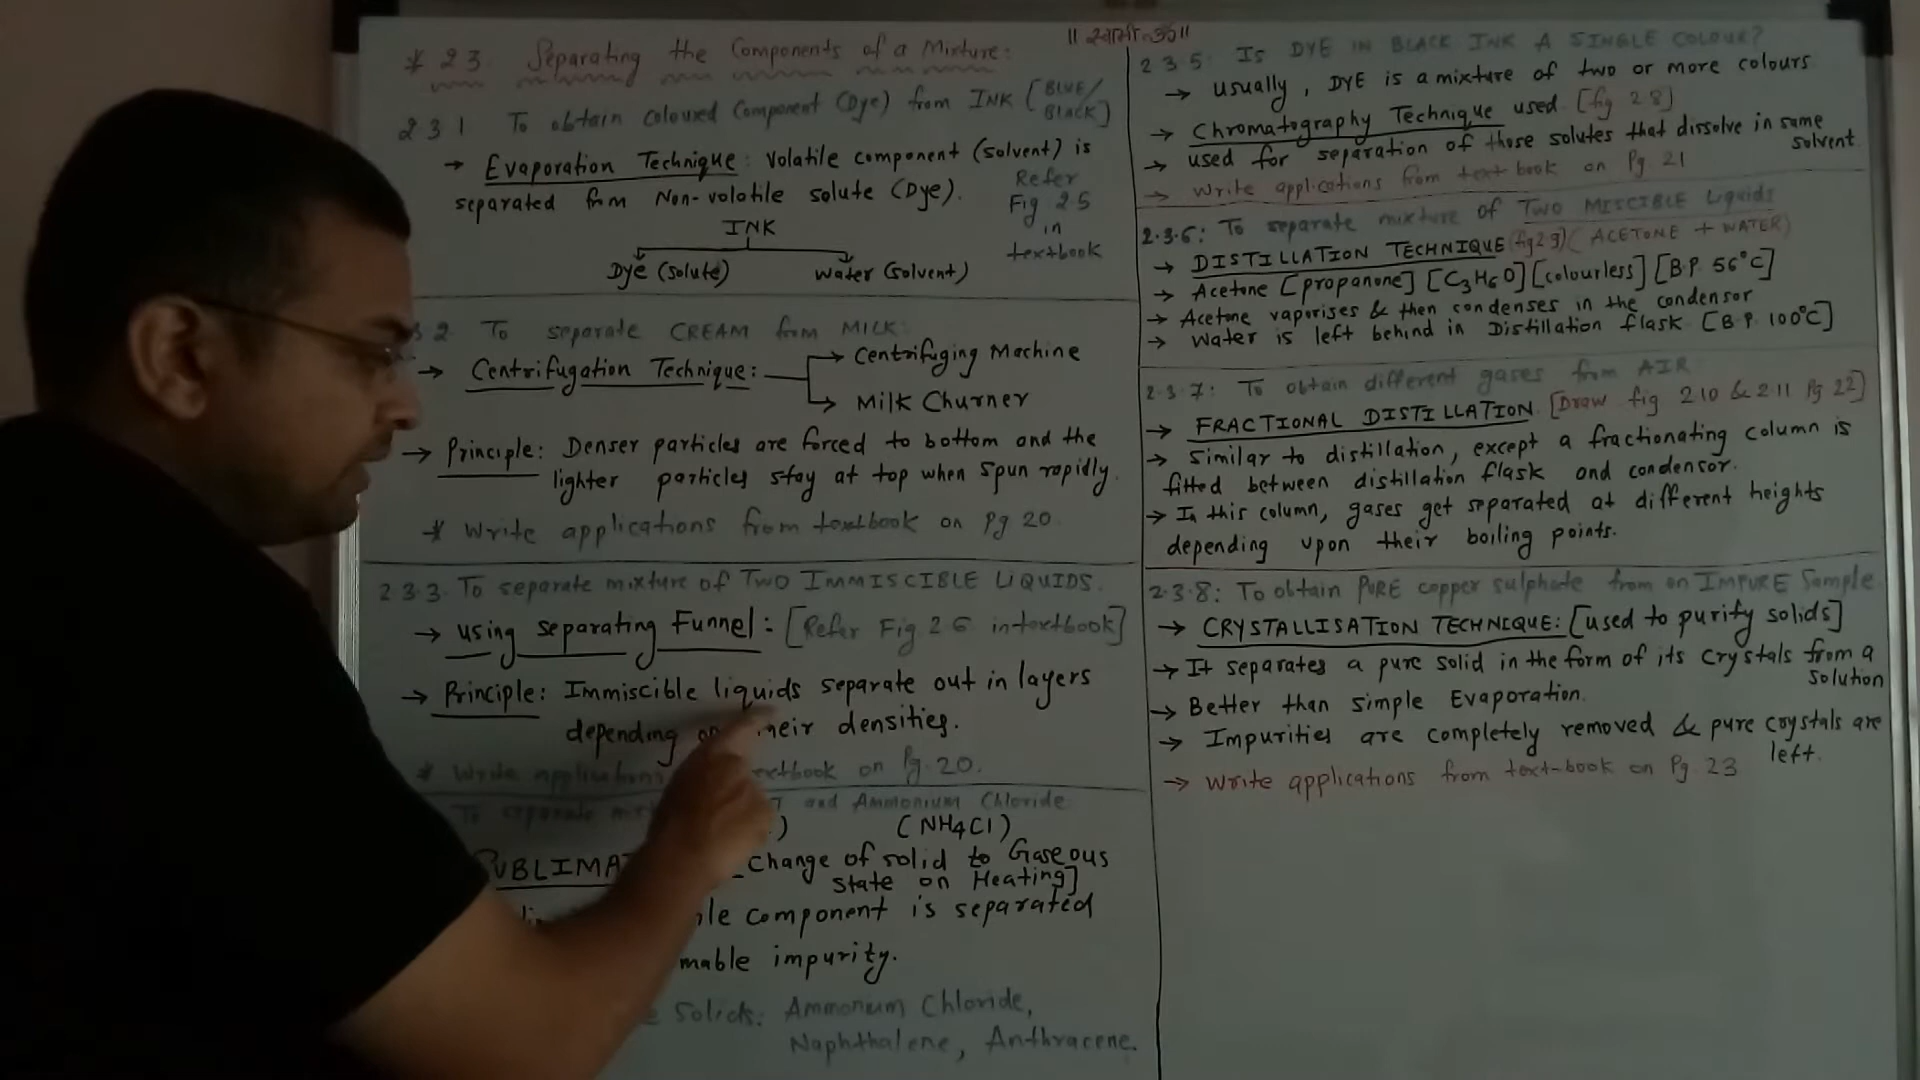 || स्वामी ॐ ||
* 2.3. Separating the Components of a Mixture:
2.3.1 To obtain coloured Component (Dye) from INK [BLUE/BLACK]
→ Evaporation Technique: Volatile component (solvent) is
separated from Non-volatile solute (Dye).
Refer
Fig 2.5
in
textbook
INK
Dye (solute) Water (solvent)
2 To separate CREAM from MILK:
→ Centrifugation Technique: → Centrifuging Machine
→ Milk Churner
→ Principle: Denser particles are forced to bottom and the
lighter particles stay at top when spun rapidly.
* Write applications from textbook on Pg 20.
2.3.3. To separate mixture of TWO IMMISCIBLE LIQUIDS.
→ Using Separating Funnel: [Refer Fig 2.6 in textbook]
→ Principle: Immiscible liquids separate out in layers
depending on their densities.
* Write applications textbook on Pg. 20.
To separate and Ammonium Chloride
) (NH4Cl)
SUBLIMA Change of solid to Gaseous
State on Heating]
le component is separated
mable impurity.
Solids: Ammonium Chloride,
Naphthalene, Anthracene.
2.3.5: Is DYE IN BLACK INK A SINGLE COLOUR?
→ Usually, DYE is a mixture of two or more colours
→ Chromatography Technique used [fig 2.8]
→ used for separation of those solutes that dissolve in same
solvent.
→ Write applications from textbook on Pg 21
2.3.6: To separate mixture of TWO MISCIBLE Liquids
→ DISTILLATION TECHNIQUE (fig 2.9) (ACETONE + WATER)
→ Acetone [propanone] [C3H6O] [colourless] [B.P. 56°C]
→ Acetone vaporises & then condenses in the condensor
→ Water is left behind in Distillation flask [B.P. 100°C]
2.3.7: To obtain different gases from AIR
→ FRACTIONAL DISTILLATION. [Draw fig 2.10 & 2.11 Pg 22]
→ Similar to distillation, except a fractionating column is
fitted between distillation flask and condensor.
→ In this column, gases get separated at different heights
depending upon their boiling points.
2.3.8: To obtain PURE copper sulphate from an IMPURE Sample
→ CRYSTALLISATION TECHNIQUE: [used to purify solids]
→ It separates a pure solid in the form of its crystals from a
solution
→ Better than simple Evaporation.
→ Impurities are completely removed & pure crystals are
left.
→ Write applications from text-book on Pg 23